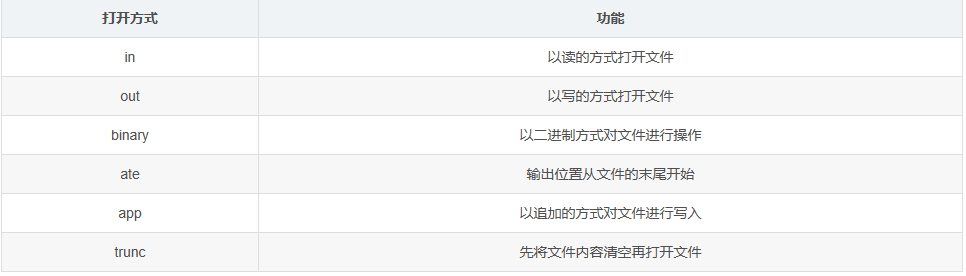 打开方式 功能
in 以读的方式打开文件
out 以写的方式打开文件
binary 以二进制方式对文件进行操作
ate 输出位置从文件的末尾开始
app 以追加的方式对文件进行写入
trunc 先将文件内容清空再打开文件